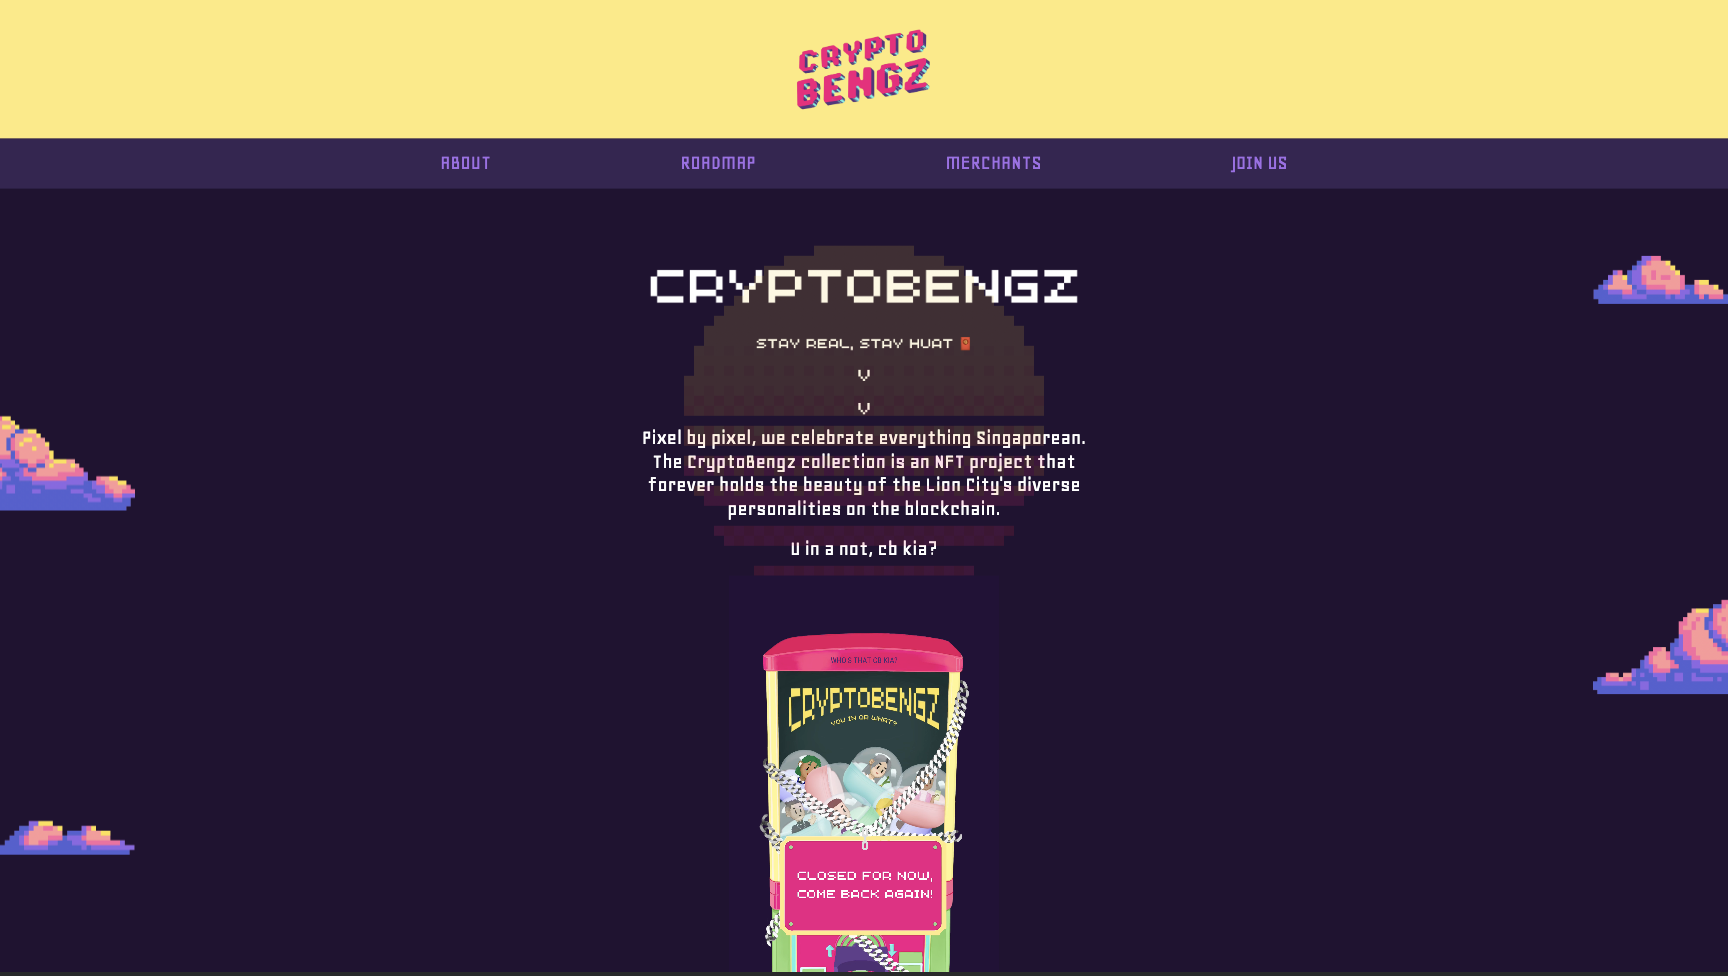 CRYPTO
BENGZ
ABOUT
ROADMAP
MERCHANTS
JOIN US
CRYPTOBENGZ
STAY REAL, STAY HUAT
V
V
Pixel by pixel, we celebrate everything Singaporean.
The CryptoBengz collection is an NFT project that
forever holds the beauty of the Lion City's diverse
personalities on the blockchain.
U in a not, cb kia?
WHO'S THAT CB KIA?
CRYPTOBENGZ
YOU IN OR WHAT?
CLOSED FOR NOW,
COME BACK AGAIN!